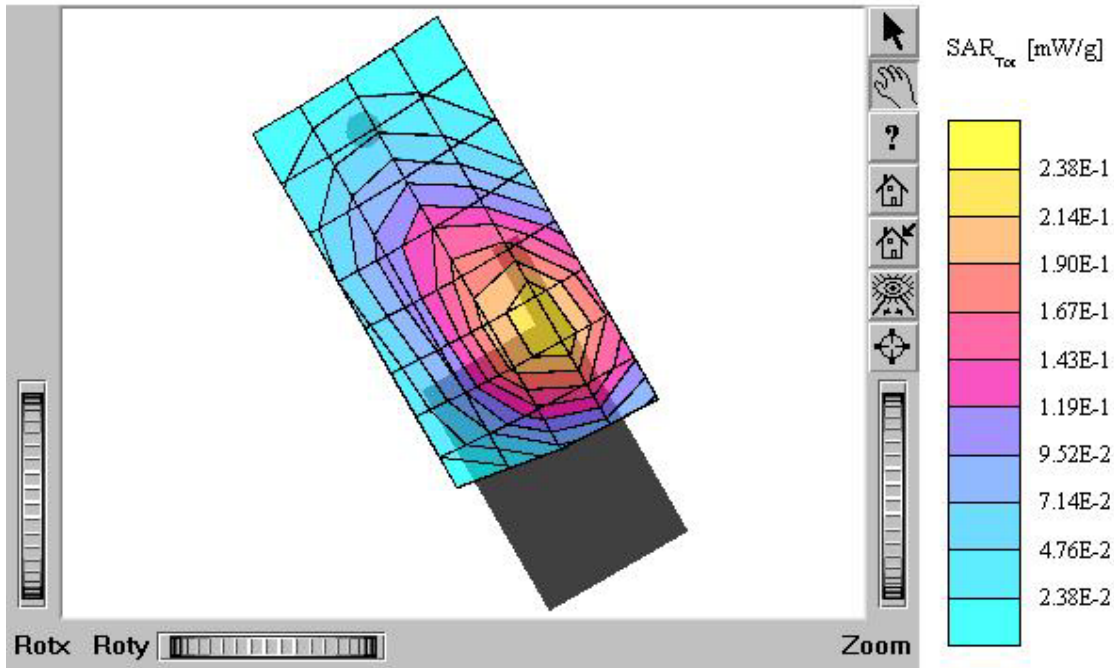 SAR_Tot [mW/g]
?
2.38E-1
2.14E-1
1.90E-1
1.67E-1
1.43E-1
1.19E-1
9.52E-2
7.14E-2
4.76E-2
2.38E-2
Rotx Roty Zoom